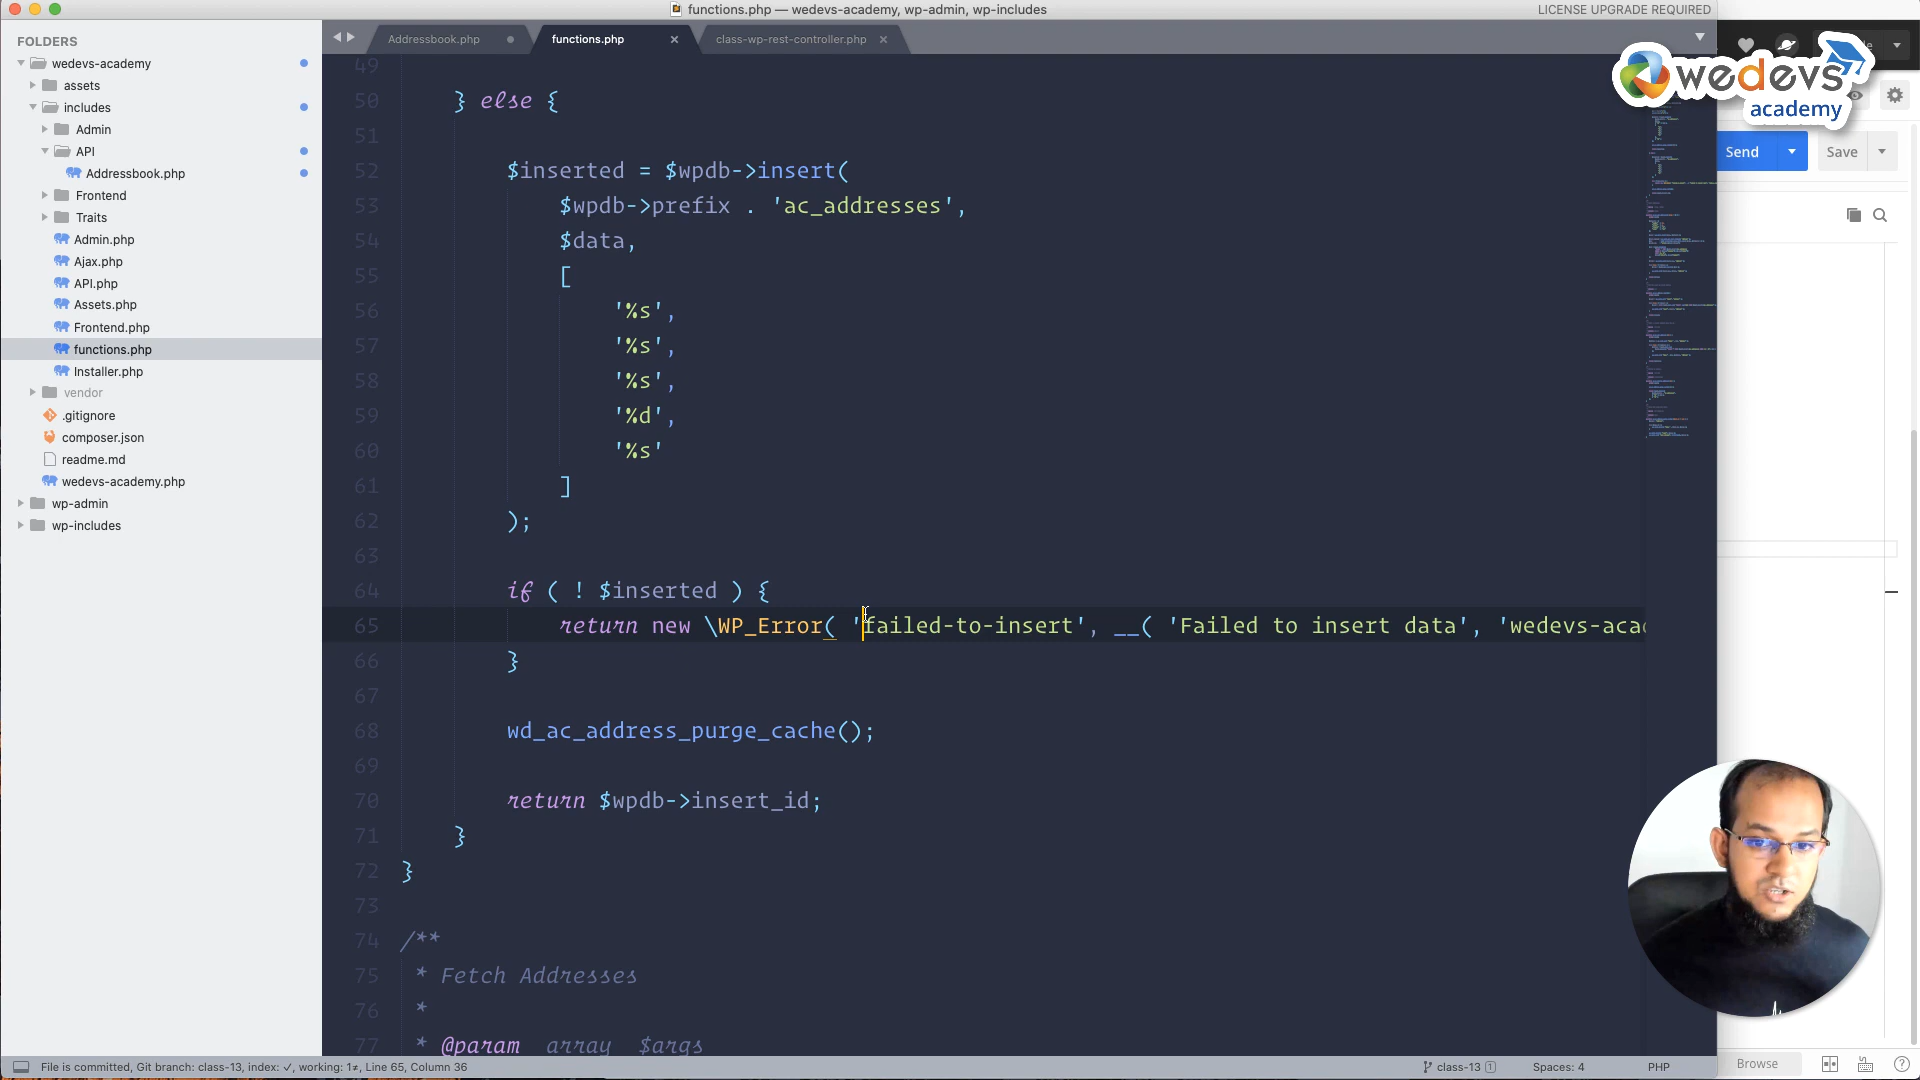 functions.php — wedevs-academy, wp-admin, wp-includes
LICENSE UPGRADE REQUIRED
FOLDERS
wedevs-academy
assets
includes
Admin
API
Addressbook.php
Frontend
Traits
Admin.php
Ajax.php
API.php
Assets.php
Frontend.php
functions.php
Installer.php
vendor
.gitignore
composer.json
readme.md
wedevs-academy.php
wp-admin
wp-includes
Addressbook.php
functions.php
class-wp-rest-controller.php
49
50 } else {
51
52 $inserted = $wpdb->insert(
53 $wpdb->prefix . 'ac_addresses',
54 $data,
55 [
56 '%s',
57 '%s',
58 '%s',
59 '%d',
60 '%s'
61 ]
62 );
63
64 if ( ! $inserted ) {
65 return new \WP_Error( 'failed-to-insert', __( 'Failed to insert data', 'wedevs-acad
66 }
67
68 wd_ac_address_purge_cache();
69
70 return $wpdb->insert_id;
71 }
72 }
73
74 /**
75 * Fetch Addresses
76 *
77 * @param array $args
wedevs
academy
Send
Save
File is committed, Git branch: class-13, index: ✓, working: 1≠, Line 65, Column 36
class-13 1
Spaces: 4
PHP
Browse